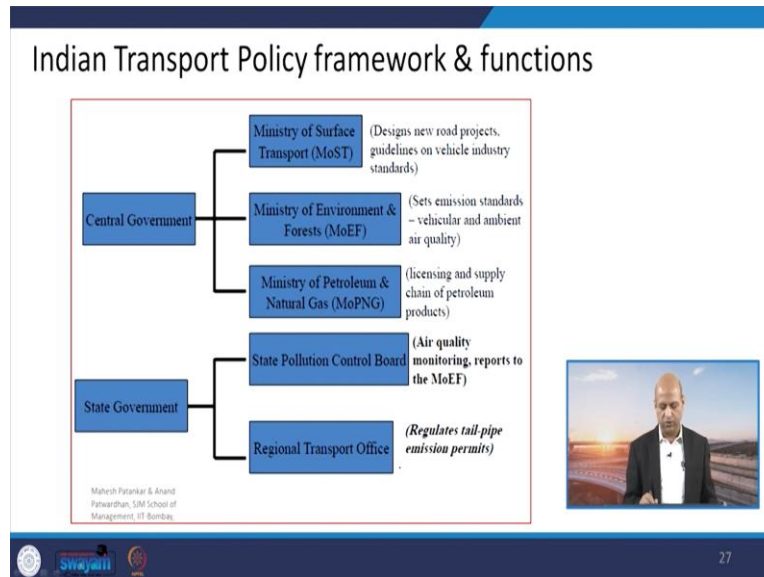 Indian Transport Policy framework & functions
Central Government
Ministry of Surface
Transport (MoST)
(Designs new road projects,
guidelines on vehicle industry
standards)
Ministry of Environment &
Forests (MoEF)
(Sets emission standards
– vehicular and ambient
air quality)
Ministry of Petroleum &
Natural Gas (MoPNG)
(licensing and supply
chain of petroleum
products)
State Government
State Pollution Control Board
(Air quality
monitoring, reports to
the MoEF)
Regional Transport Office
(Regulates tail-pipe
emission permits)
.
Mahesh Patankar & Anand
Patwardhan, SJM School of
Management, IIT-Bombay,
swayam
27